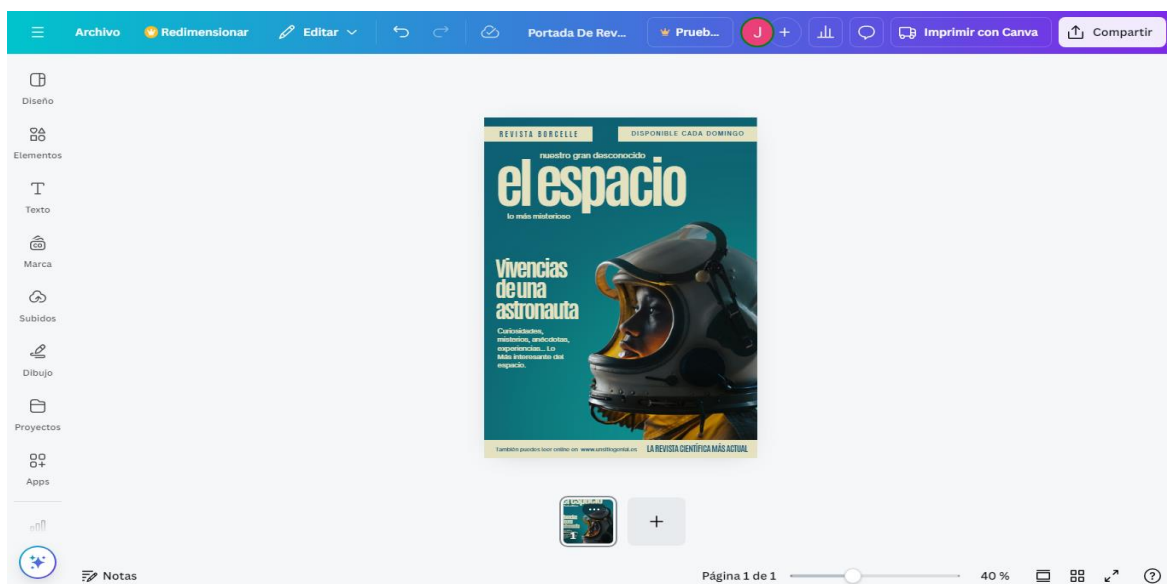 Archivo Redimensionar Editar Portada De Rev... Prueb... J + Imprimir con Canva Compartir
Diseño
Elementos
Texto
Marca
Subidos
Dibujo
Proyectos
Apps
REVISTA BORCELLE DISPONIBLE CADA DOMINGO
nuestro gran desconocido
el espacio
lo más misterioso
Vivencias
de una
astronauta
Curiosidades,
misterios, anécdotas,
experiencias... Lo
Más interesante del
espacio.
También puedes leer online en www.unsitiogenial.es LA REVISTA CIENTÍFICA MÁS ACTUAL
1
+
Notas Página 1 de 1 40 % ?